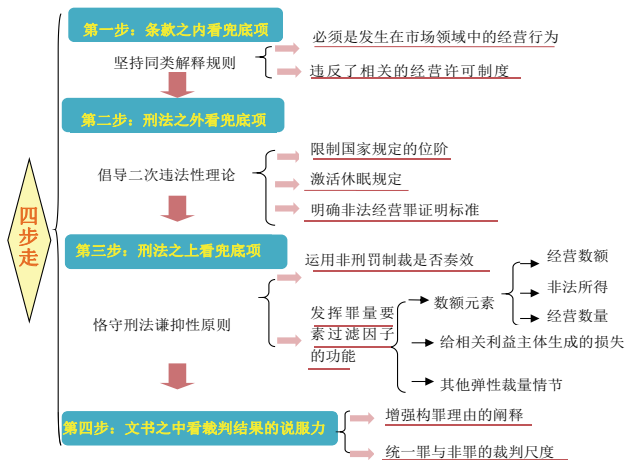 四步走
第一步：条款之内看兜底项
坚持同类解释规则
必须是发生在市场领域中的经营行为
违反了相关的经营许可制度
第二步：刑法之外看兜底项
倡导二次违法性理论
限制国家规定的位阶
激活休眠规定
明确非法经营罪证明标准
第三步：刑法之上看兜底项
恪守刑法谦抑性原则
运用非刑罚制裁是否奏效
发挥罪量要
素过滤因子
的功能
数额元素
经营数额
非法所得
经营数量
给相关利益主体生成的损失
其他弹性裁量情节
第四步：文书之中看裁判结果的说服力
增强构罪理由的阐释
统一罪与非罪的裁判尺度